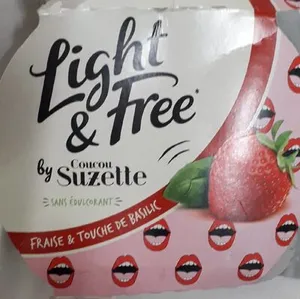 Light
& Free
by Coucou
Suzette
SANS ÉDULCORANT
FRAISE & TOUCHE DE BASILIC